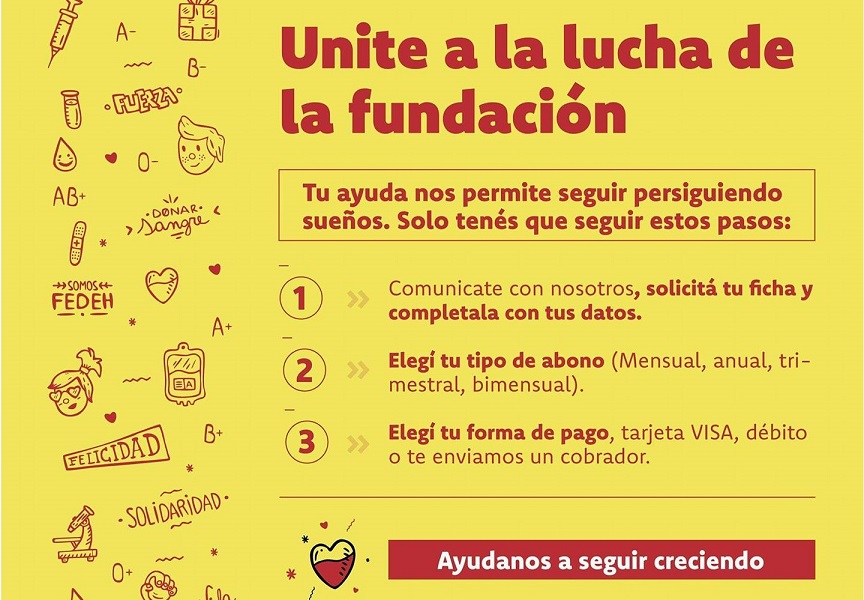 Unite a la lucha de
la fundación
Tu ayuda nos permite seguir persiguiendo
sueños. Solo tenés que seguir estos pasos:
1
Comunicate con nosotros, solicitá tu ficha y
completala con tus datos.
2
Elegí tu tipo de abono (Mensual, anual, tri-
mestral, bimensual).
3
Elegí tu forma de pago, tarjeta VISA, débito
o te enviamos un cobrador.
Ayudanos a seguir creciendo
A-
B-
FUERZA
O-
AB+
DONAR
Sangre
SOMOS
FEDEH
A+
A
FELICIDAD
B+
SOLIDARIDAD
O+